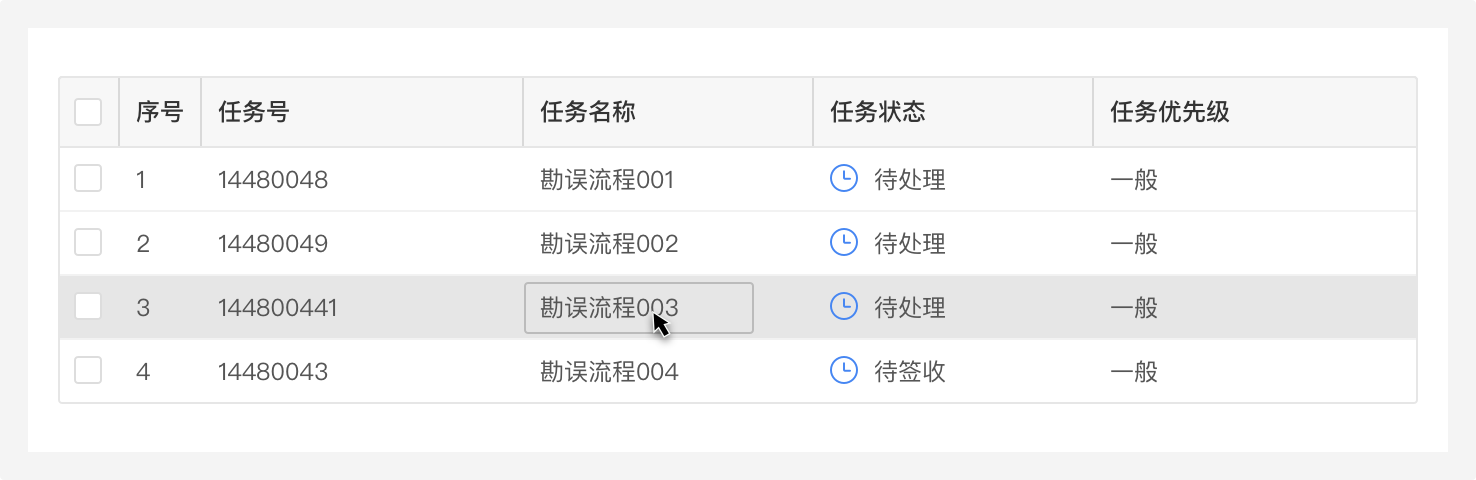 序号 任务号 任务名称 任务状态 任务优先级
1 14480048 勘误流程001 待处理 一般
2 14480049 勘误流程002 待处理 一般
3 144800441 勘误流程003 待处理 一般
4 14480043 勘误流程004 待签收 一般